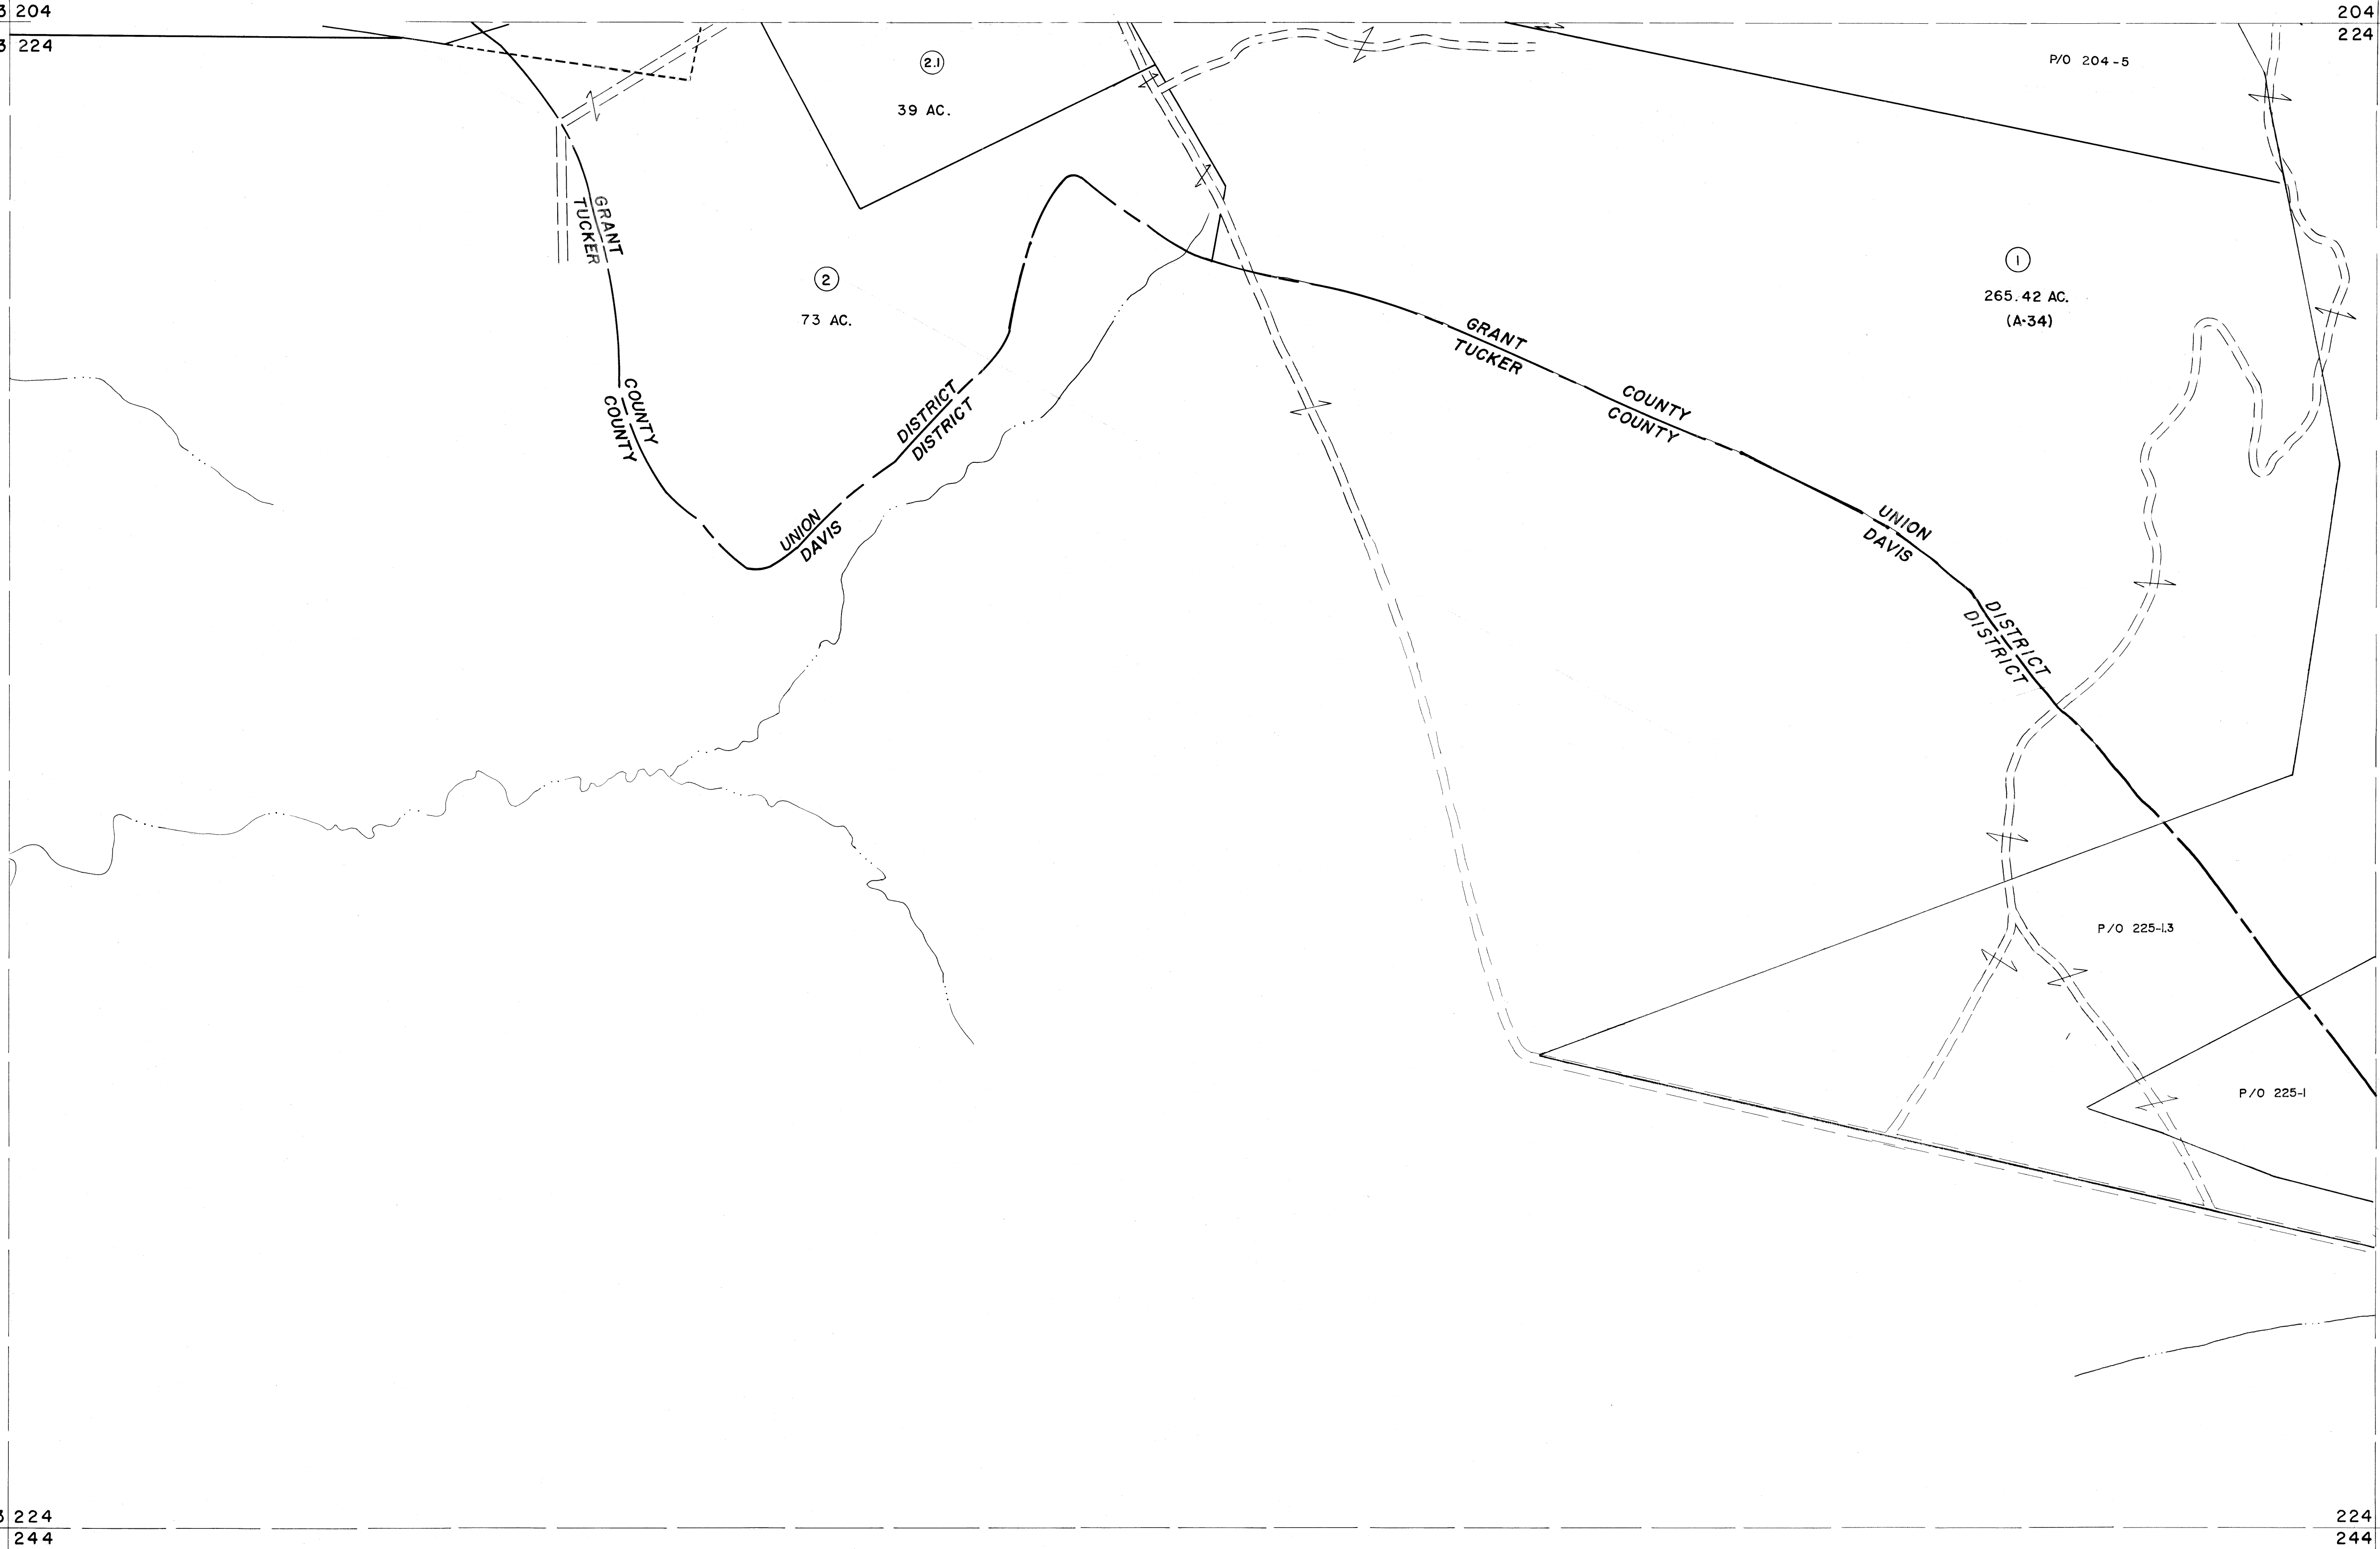 204
204
224
224
P/O 204-5
2.1
39 AC.
GRANT
TUCKER
1
265.42 AC.
(A-34)
2
73 AC.
GRANT
TUCKER
COUNTY
COUNTY
DISTRICT
DISTRICT
COUNTY
COUNTY
UNION
DAVIS
UNION
DAVIS
DISTRICT
DISTRICT
P/O 225-1.3
P/O 225-1
224
224
244
244